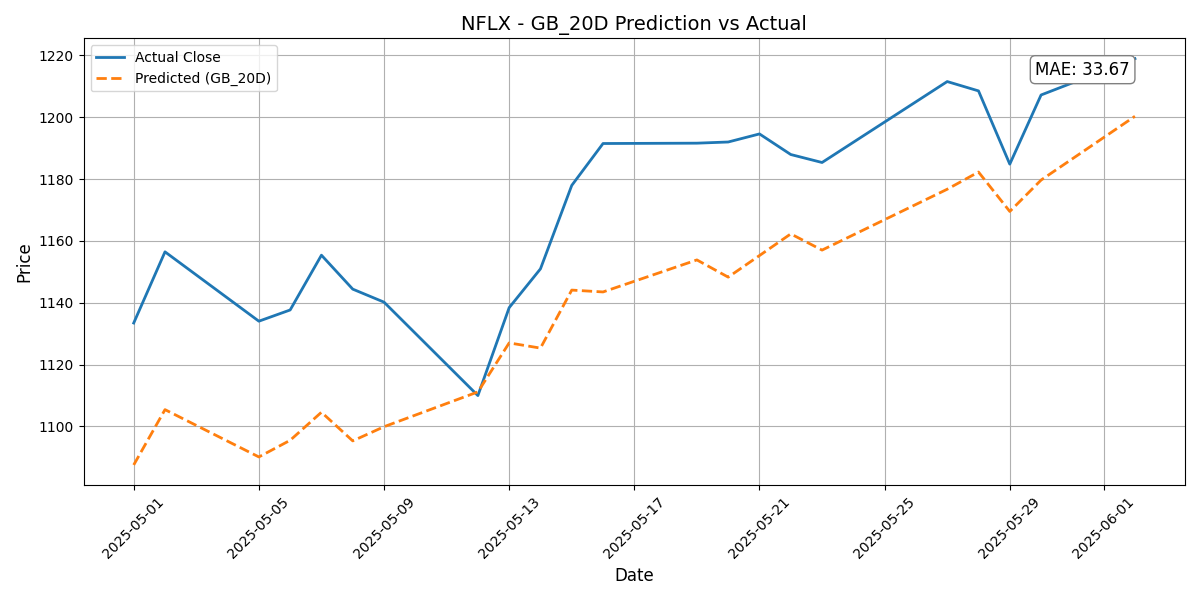 NFLX - GB_20D Prediction vs Actual
Actual Close
Predicted (GB_20D)
MAE: 33.67
Price
1220
1200
1180
1160
1140
1120
1100
2025-05-01
2025-05-05
2025-05-09
2025-05-13
2025-05-17
2025-05-21
2025-05-25
2025-05-29
2025-06-01
Date